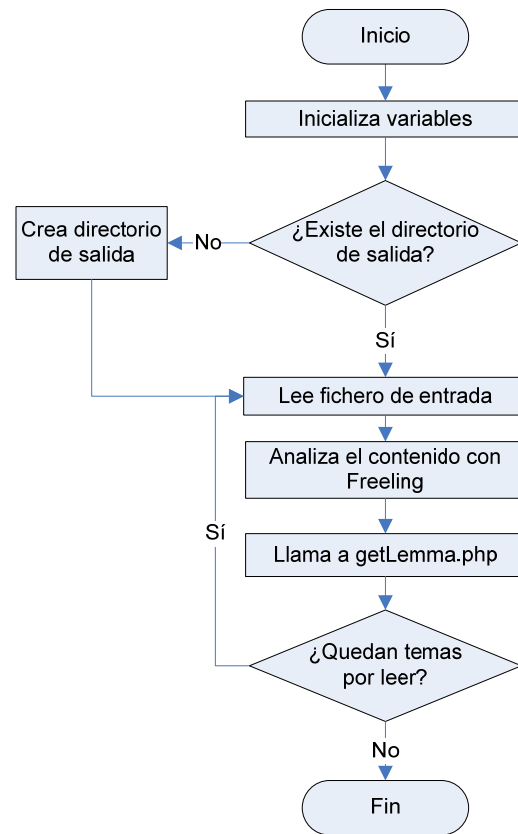 Inicio
Inicializa variables
¿Existe el directorio
de salida?
No
Crea directorio
de salida
Sí
Lee fichero de entrada
Analiza el contenido con
Freeling
Sí
Llama a getLemma.php
¿Quedan temas
por leer?
No
Fin